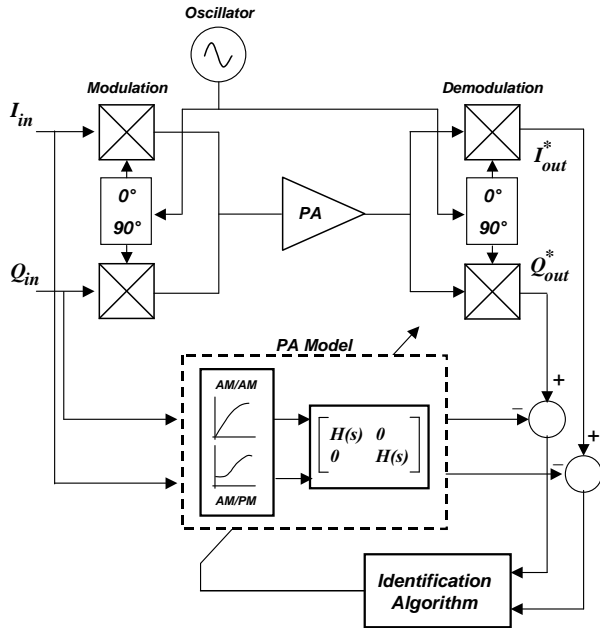 Oscillator
Modulation
Demodulation
I_in
I*_out
0°
90°
PA
0°
90°
Q_in
Q*_out
PA Model
+
AM/AM
−
H(s) 0
0 H(s)
+
−
AM/PM
Identification
Algorithm